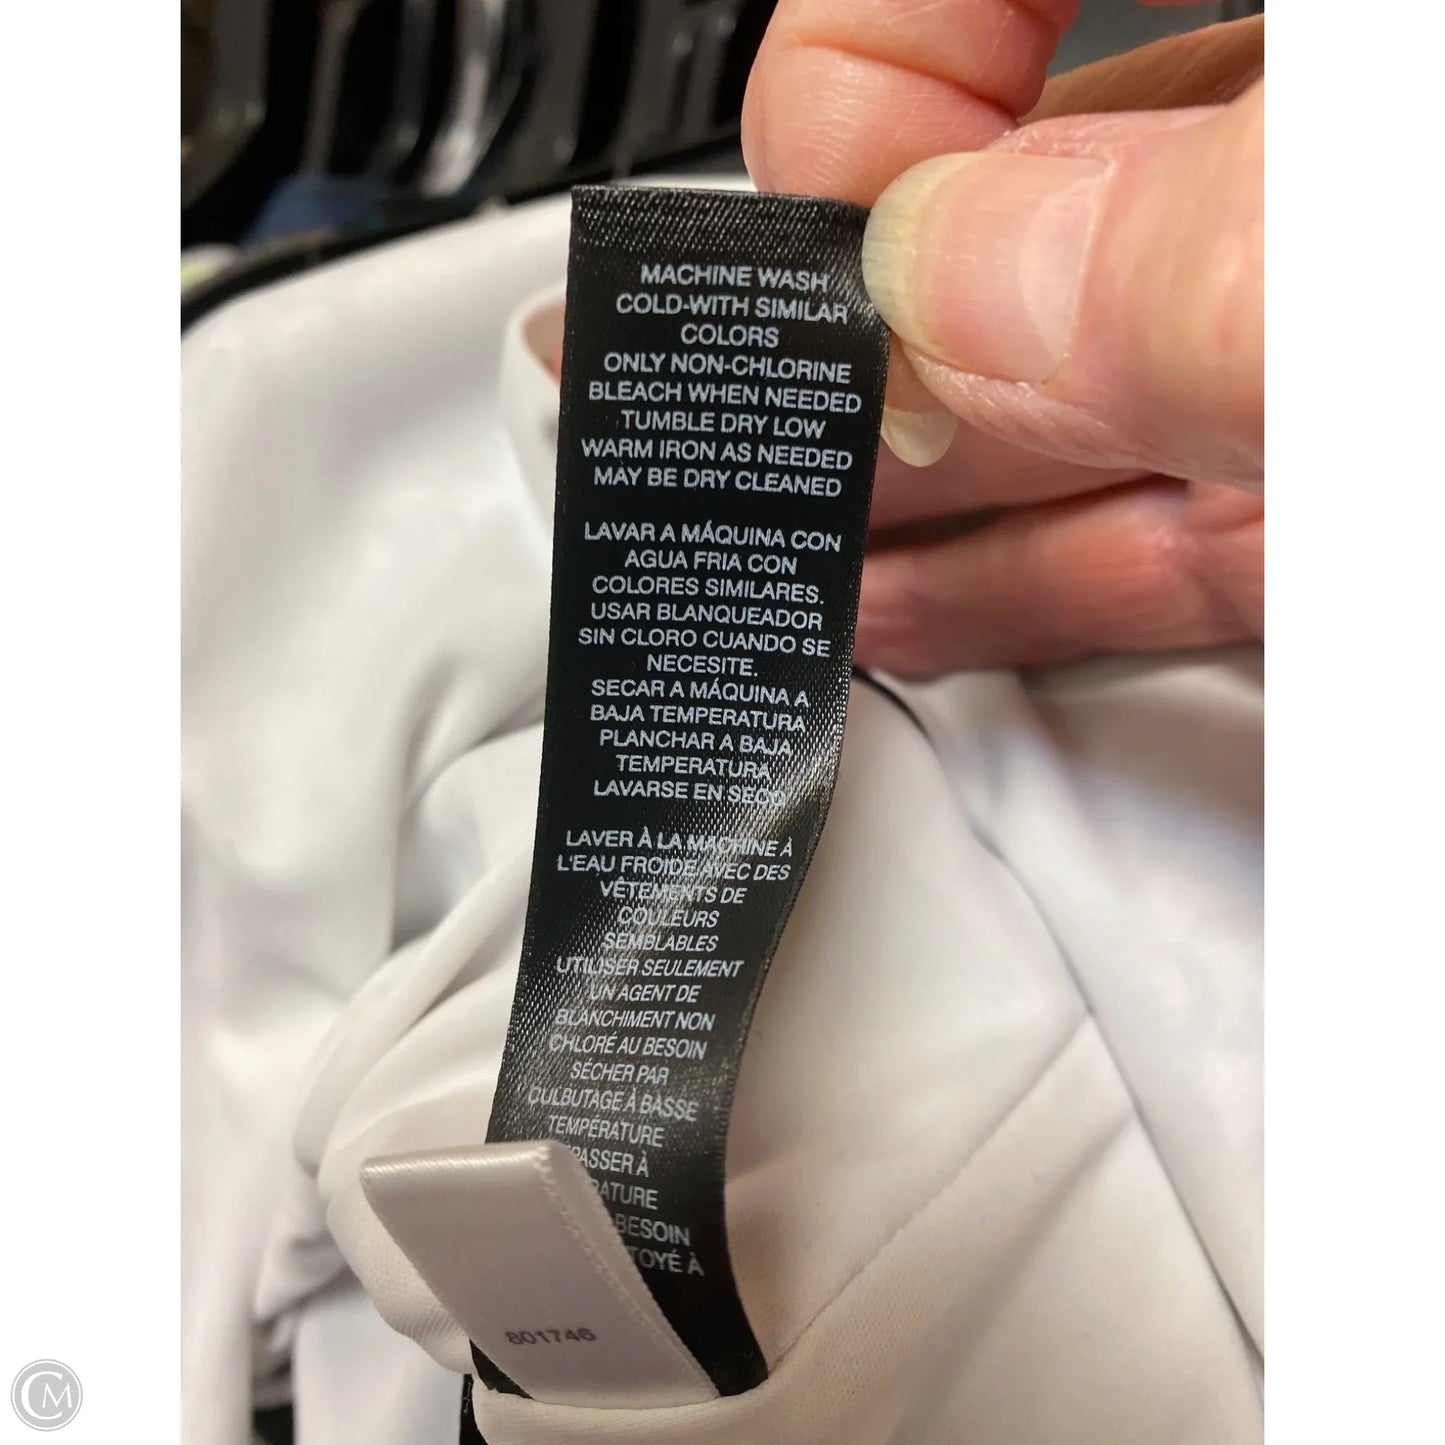 MACHINE WASH
COLD-WITH SIMILAR
COLORS
ONLY NON-CHLORINE
BLEACH WHEN NEEDED
TUMBLE DRY LOW
WARM IRON AS NEEDED
MAY BE DRY CLEANED
LAVAR A MÁQUINA CON
AGUA FRIA CON
COLORES SIMILARES.
USAR BLANQUEADOR
SIN CLORO CUANDO SE
NECESITE.
SECAR A MÁQUINA A
BAJA TEMPERATURA
PLANCHAR A BAJA
TEMPERATURA
LAVARSE EN SECO
LAVER À LA MACHINE À
L'EAU FROIDE AVEC DES
VÊTEMENTS DE
COULEURS
SEMBLABLES
UTILISER SEULEMENT
UN AGENT DE
BLANCHIMENT NON
CHLORÉ AU BESOIN
SÉCHER PAR
CULBUTAGE À BASSE
TEMPÉRATURE
PASSER À
RATURE
BESOIN
TOYÉ À
801746
CM